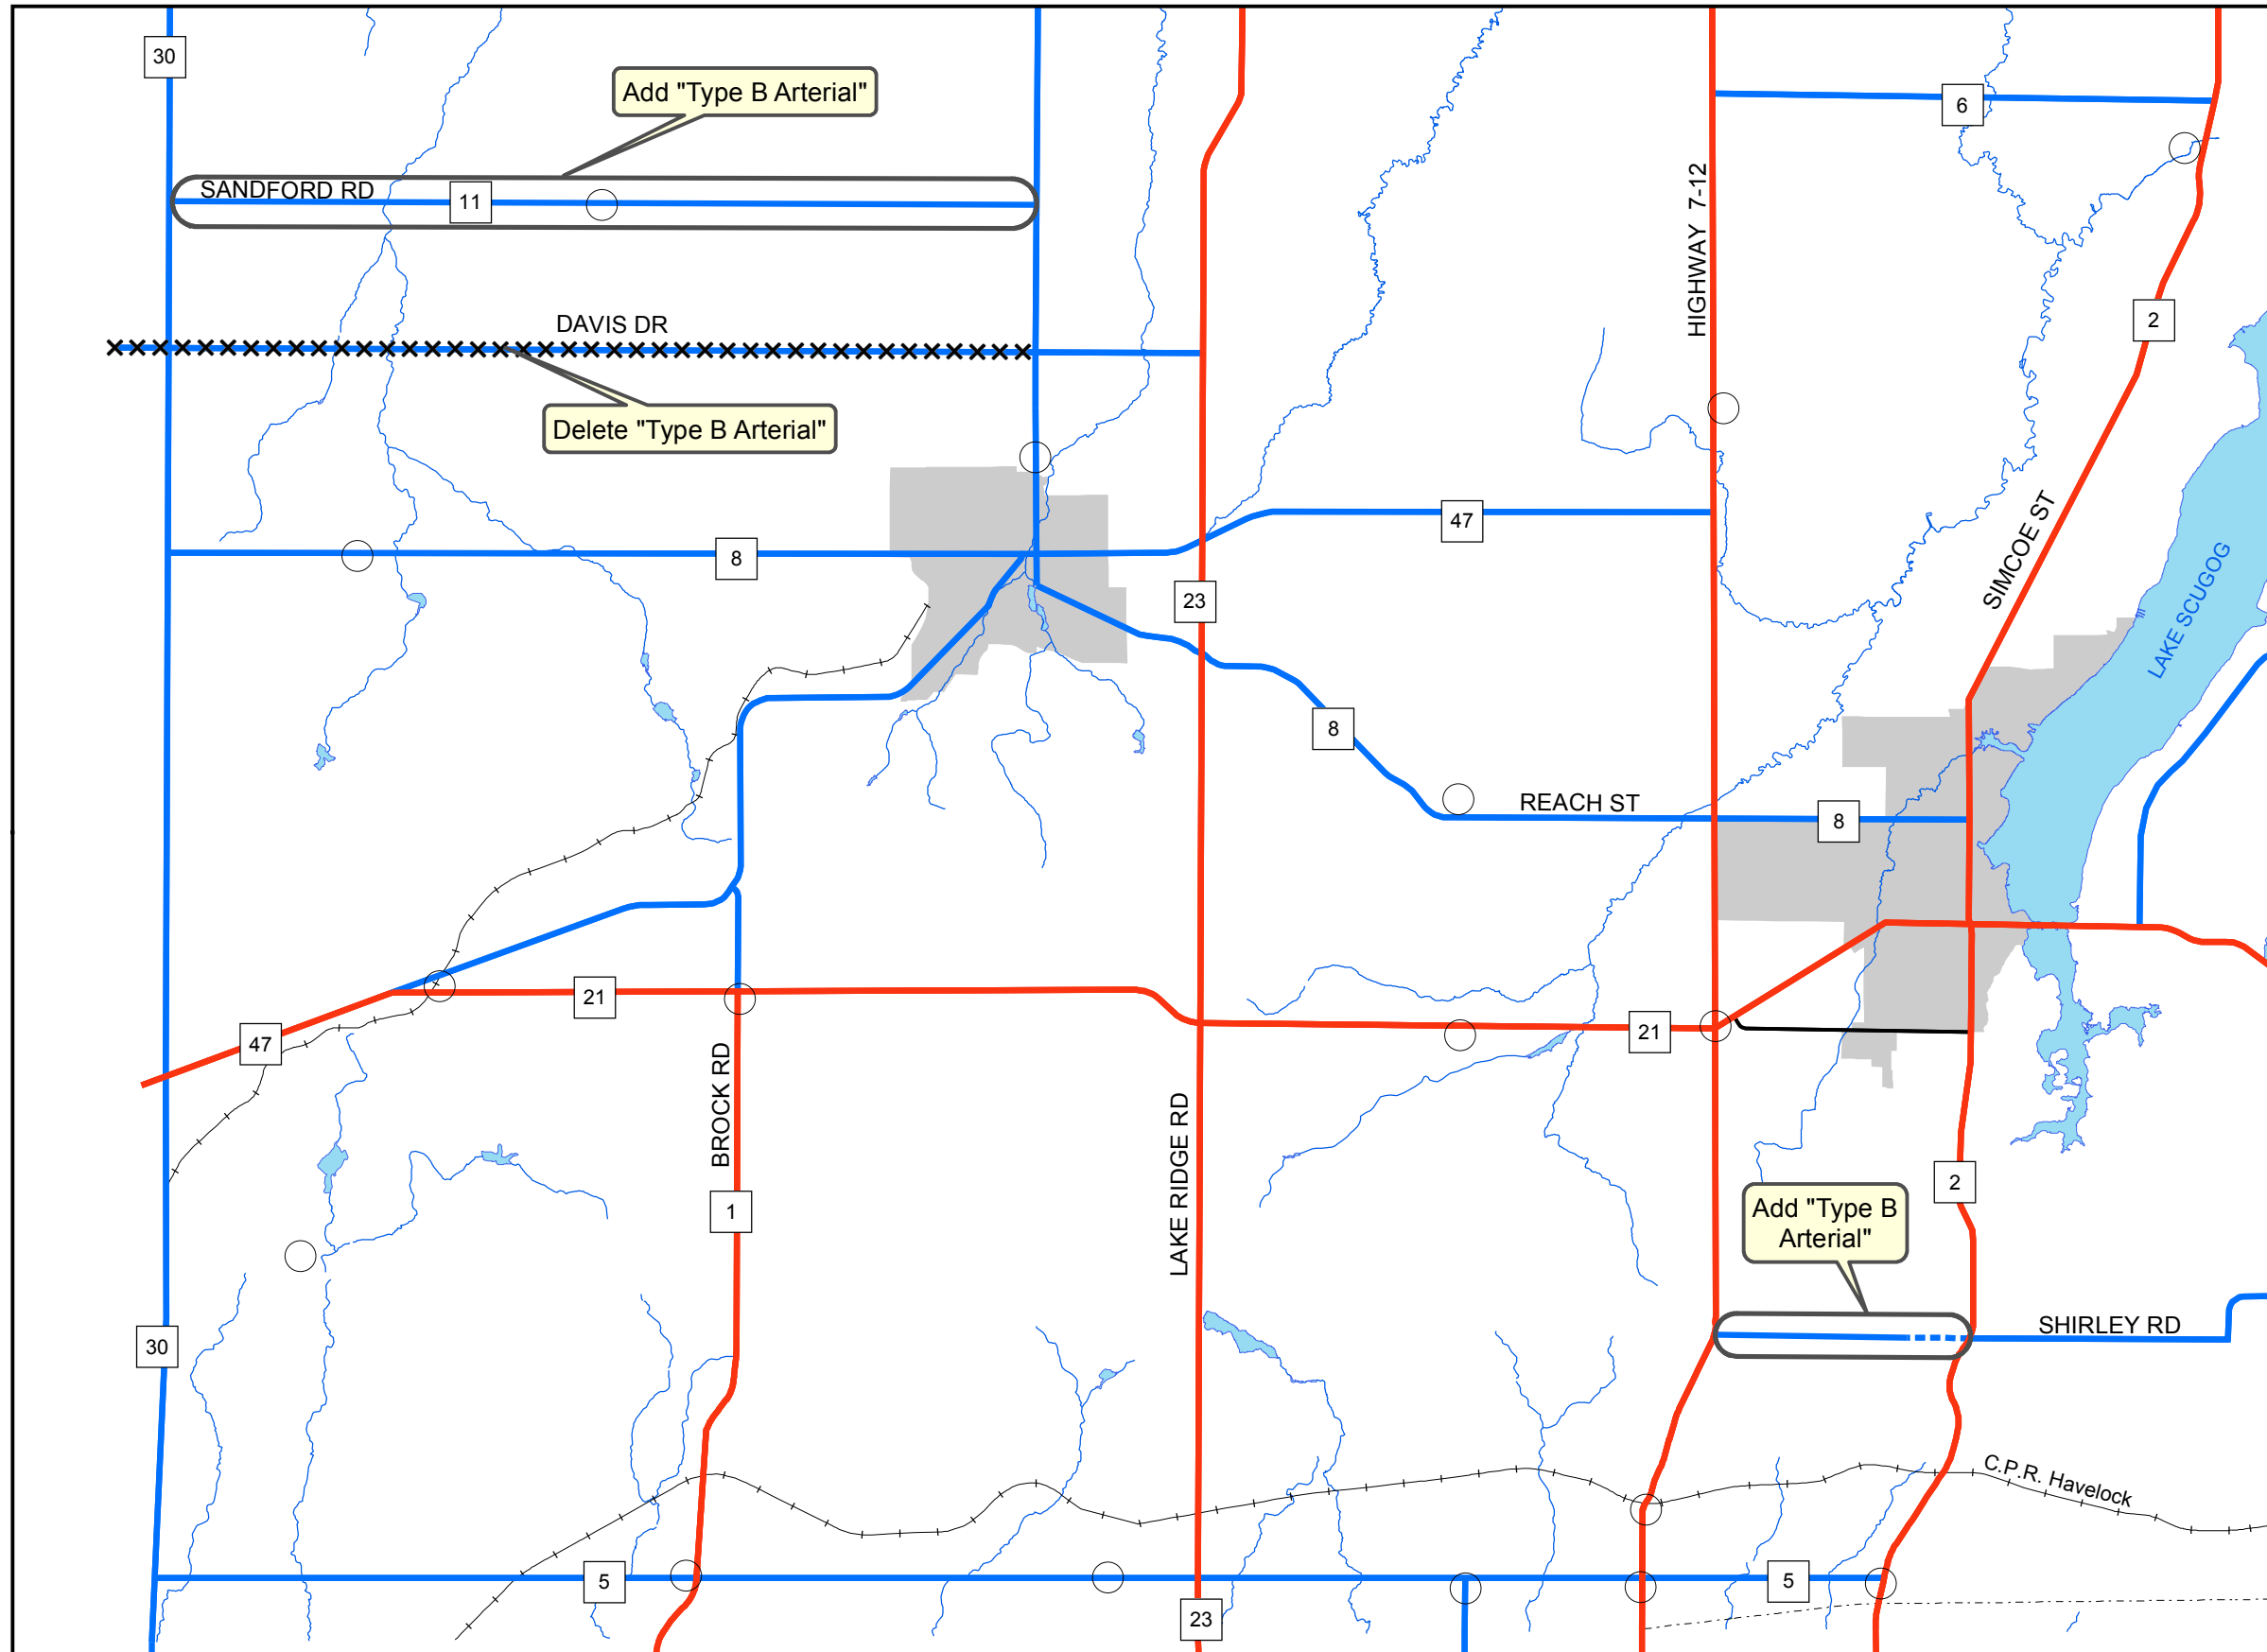 30
Add "Type B Arterial"
6
SANDFORD RD
11
HIGHWAY 7-12
DAVIS DR
2
Delete "Type B Arterial"
47
8
SIMCOE ST
LAKE SCUGOG
23
8
REACH ST
8
21
21
47
BROCK RD
LAKE RIDGE RD
1
2
Add "Type B
Arterial"
SHIRLEY RD
30
C.P.R. Havelock
5
5
23